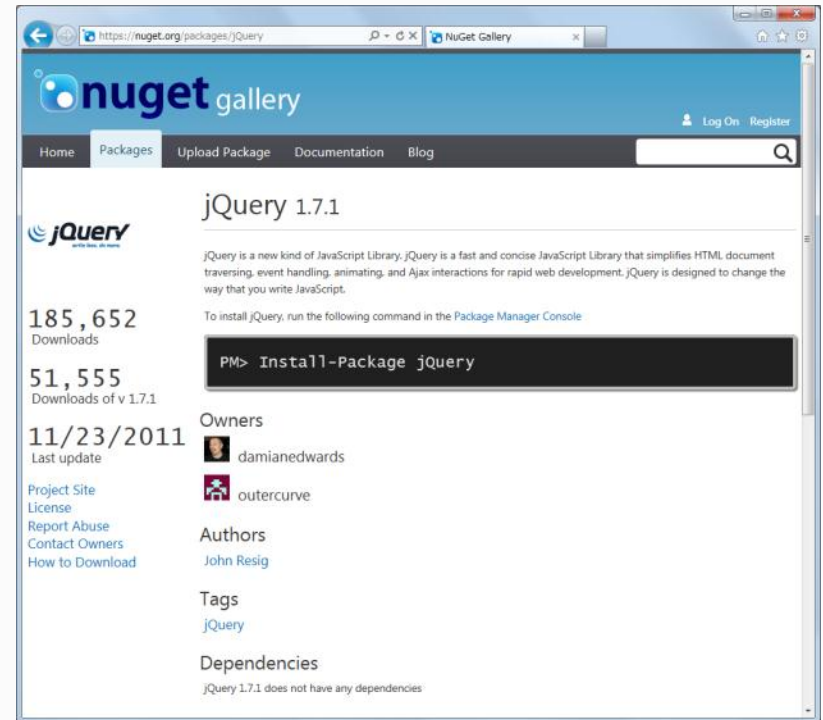 https://nuget.org/packages/jQuery
NuGet Gallery
nuget gallery
Log On Register
Home Packages Upload Package Documentation Blog
jQuery 1.7.1
jQuery
write less. do more.
jQuery is a new kind of JavaScript Library. jQuery is a fast and concise JavaScript Library that simplifies HTML document
traversing, event handling, animating, and Ajax interactions for rapid web development. jQuery is designed to change the
way that you write JavaScript.
To install jQuery, run the following command in the Package Manager Console
PM> Install-Package jQuery
185,652
Downloads
51,555
Downloads of v 1.7.1
11/23/2011
Last update
Project Site
License
Report Abuse
Contact Owners
How to Download
Owners
damianedwards
outercurve
Authors
John Resig
Tags
jQuery
Dependencies
jQuery 1.7.1 does not have any dependencies